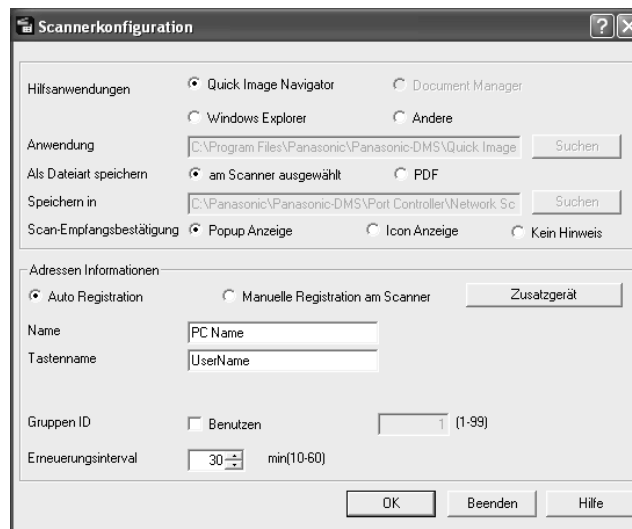 Scannerkonfiguration
Hilfsanwendungen Quick Image Navigator Document Manager
Windows Explorer Andere
Anwendung C:\Program Files\Panasonic\Panasonic-DMS\Quick Image Suchen
Als Dateiart speichern am Scanner ausgewählt PDF
Speichern in C:\Panasonic\Panasonic-DMS\Port Controller\Network Sc Suchen
Scan-Empfangsbestätigung Popup Anzeige Icon Anzeige Kein Hinweis
Adressen Informationen
Auto Registration Manuelle Registration am Scanner Zusatzgerät
Name PC Name
Tastenname UserName
Gruppen ID Benutzen 1 (1-99)
Erneuerungsinterval 30 min(10-60)
OK Beenden Hilfe